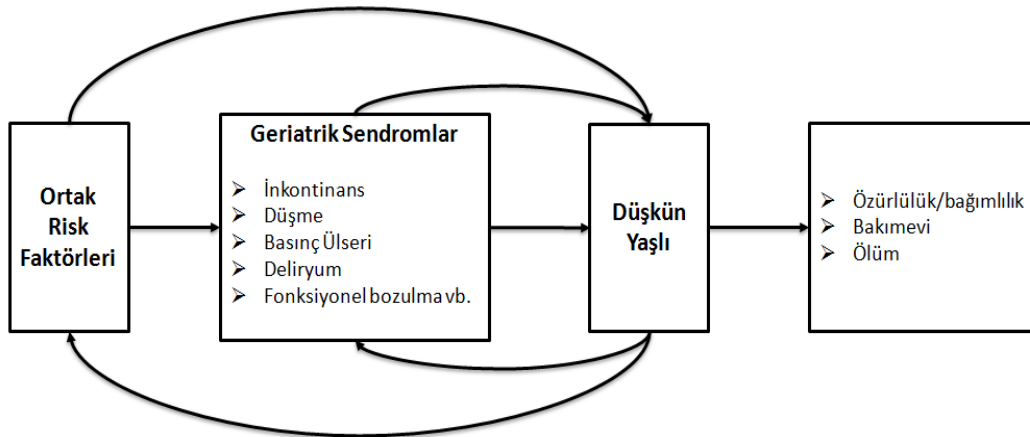 Ortak
Risk
Faktörleri
Geriatrik Sendromlar
➢ İnkontinans
➢ Düşme
➢ Basınç Ülseri
➢ Deliryum
➢ Fonksiyonel bozulma vb.
Düşkün
Yaşlı
➢ Özürlülük/bağımlılık
➢ Bakımevi
➢ Ölüm